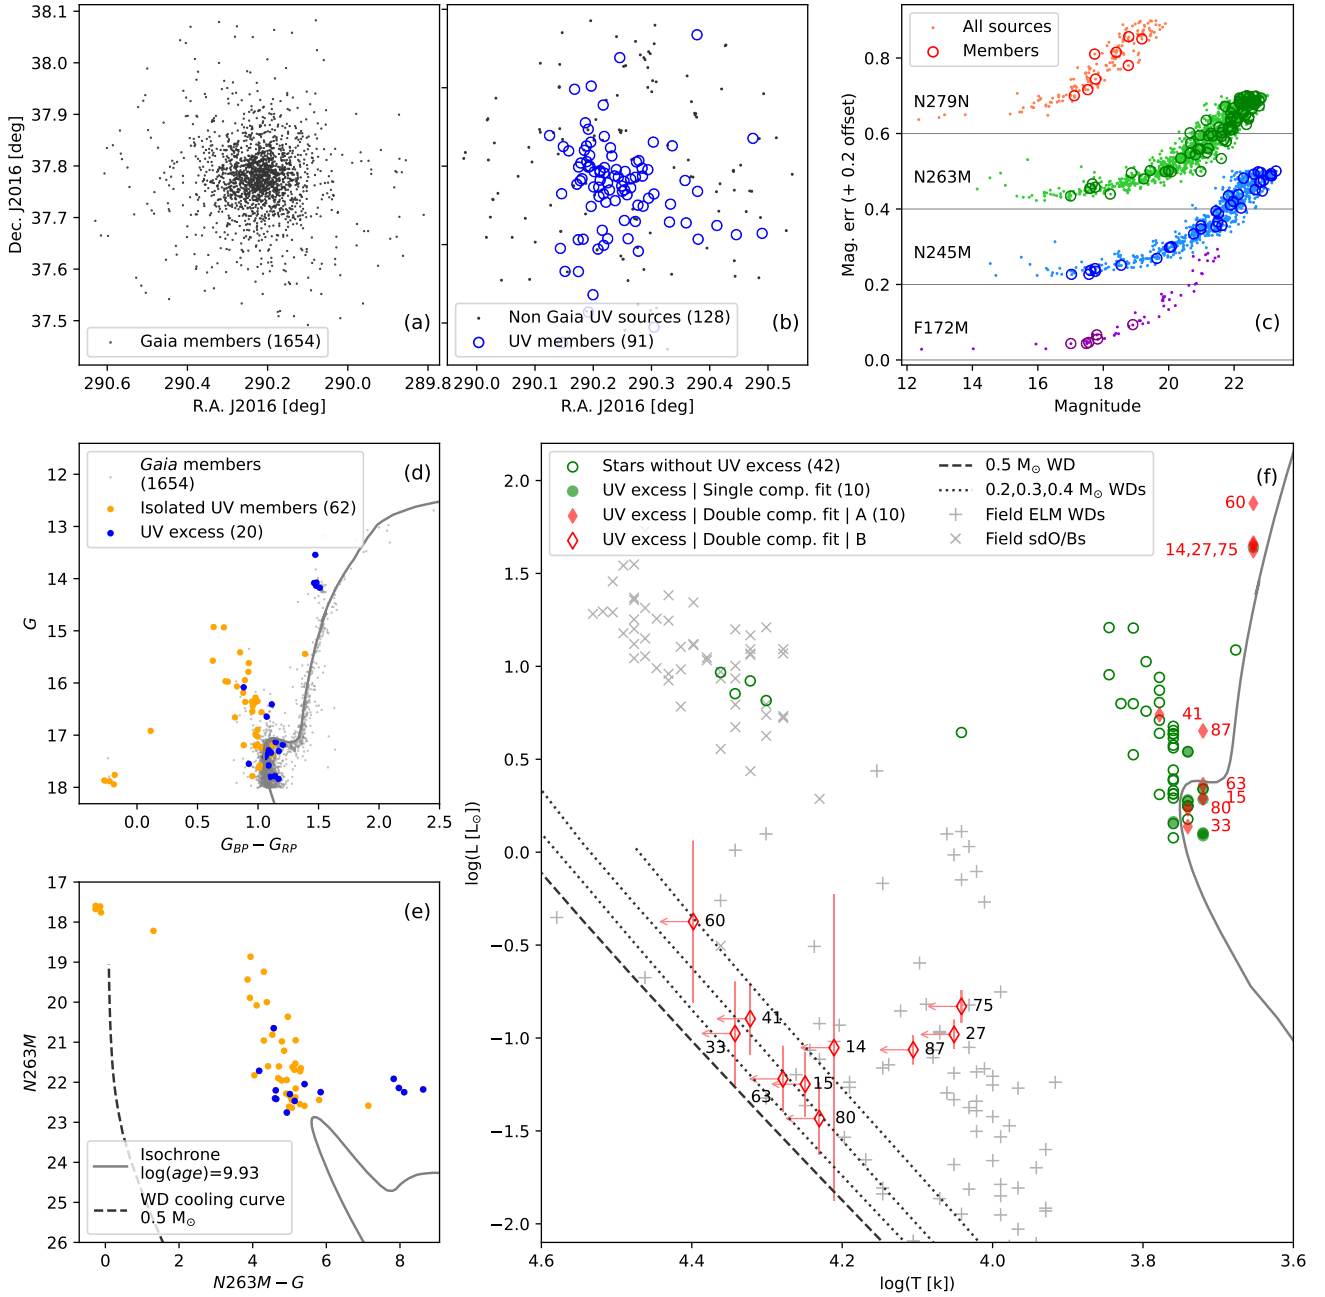 38.1
38.0
37.9
37.8
37.7
37.6
37.5
Dec. J2016 [deg]
Gaia members (1654)
(a)
290.6
290.4
290.2
290.0
289.8
R.A. J2016 [deg]
Non Gaia UV sources (128)
UV members (91)
(b)
290.0
290.1
290.2
290.3
290.4
290.5
R.A. J2016 [deg]
All sources
Members
0.8
0.6
0.4
0.2
0.0
Mag. err (+ 0.2 offset)
N279N
N263M
N245M
F172M
(c)
12
14
16
18
20
22
Magnitude
Gaia members
(1654)
Isolated UV members (62)
UV excess (20)
(d)
12
13
14
15
16
17
18
G
0.0
0.5
1.0
1.5
2.0
2.5
G_BP − G_RP
(e)
17
18
19
20
21
22
23
24
25
26
N263M
Isochrone
log(age)=9.93
WD cooling curve
0.5 M⊙
0
2
4
6
8
N263M − G
Stars without UV excess (42)
UV excess | Single comp. fit (10)
UV excess | Double comp. fit | A (10)
UV excess | Double comp. fit | B
0.5 M⊙ WD
0.2,0.3,0.4 M⊙ WDs
Field ELM WDs
Field sdO/Bs
(f)
2.0
1.5
1.0
0.5
0.0
−0.5
−1.0
−1.5
−2.0
log(L [L⊙])
60
14,27,75
41
87
63
15
80
33
60
41
33
14
63
15
80
75
27
87
4.6
4.4
4.2
4.0
3.8
3.6
log(T [k])